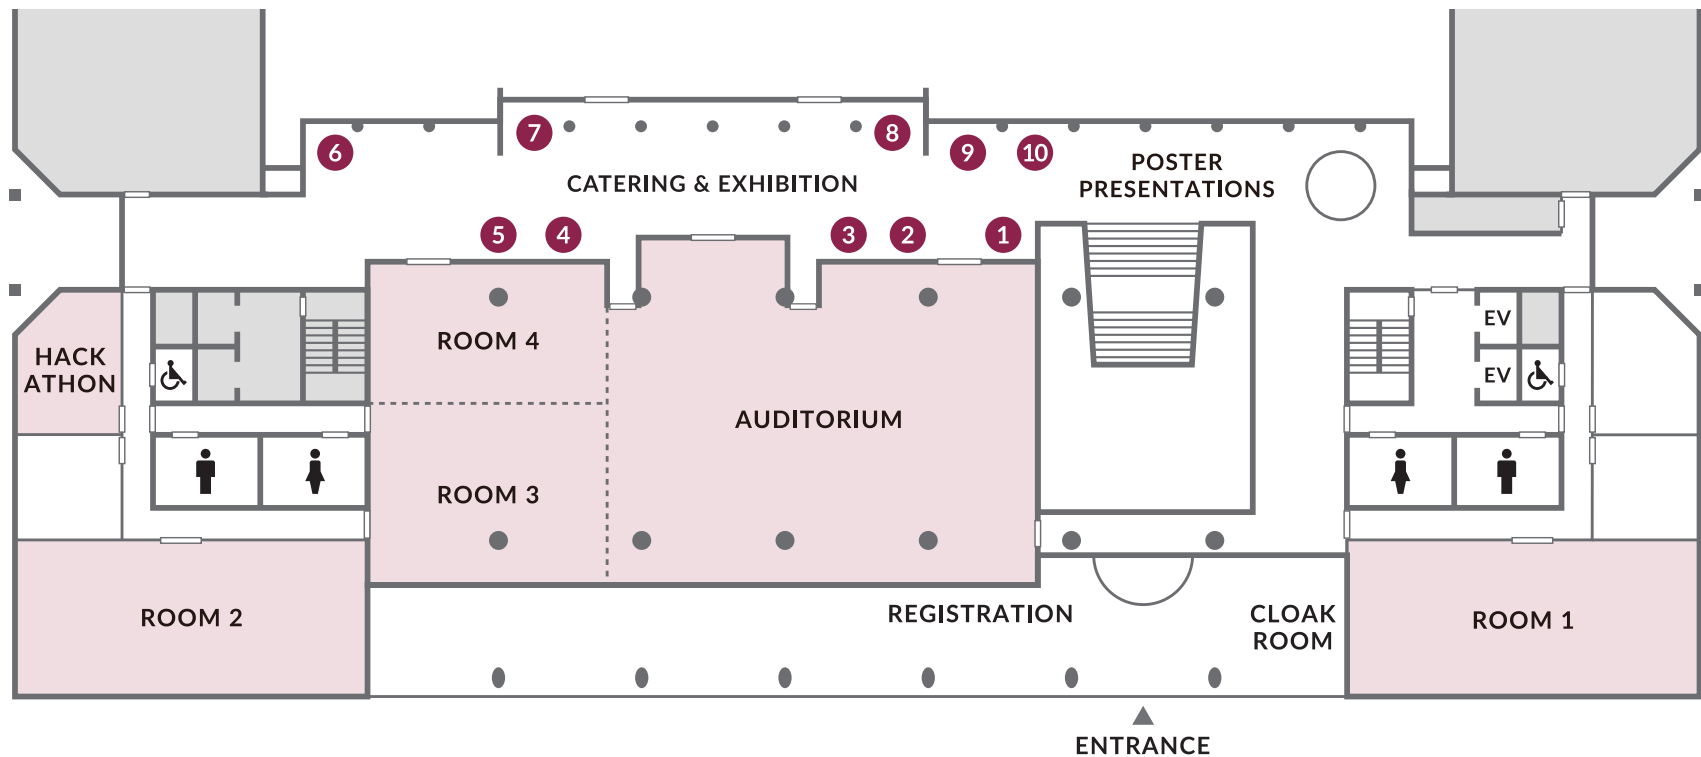 7
8
6
9
10
POSTER
PRESENTATIONS
CATERING & EXHIBITION
5
4
3
2
1
EV
ROOM 4
HACK
ATHON
EV
AUDITORIUM
ROOM 3
ROOM 2
REGISTRATION
CLOAK
ROOM
ROOM 1
ENTRANCE